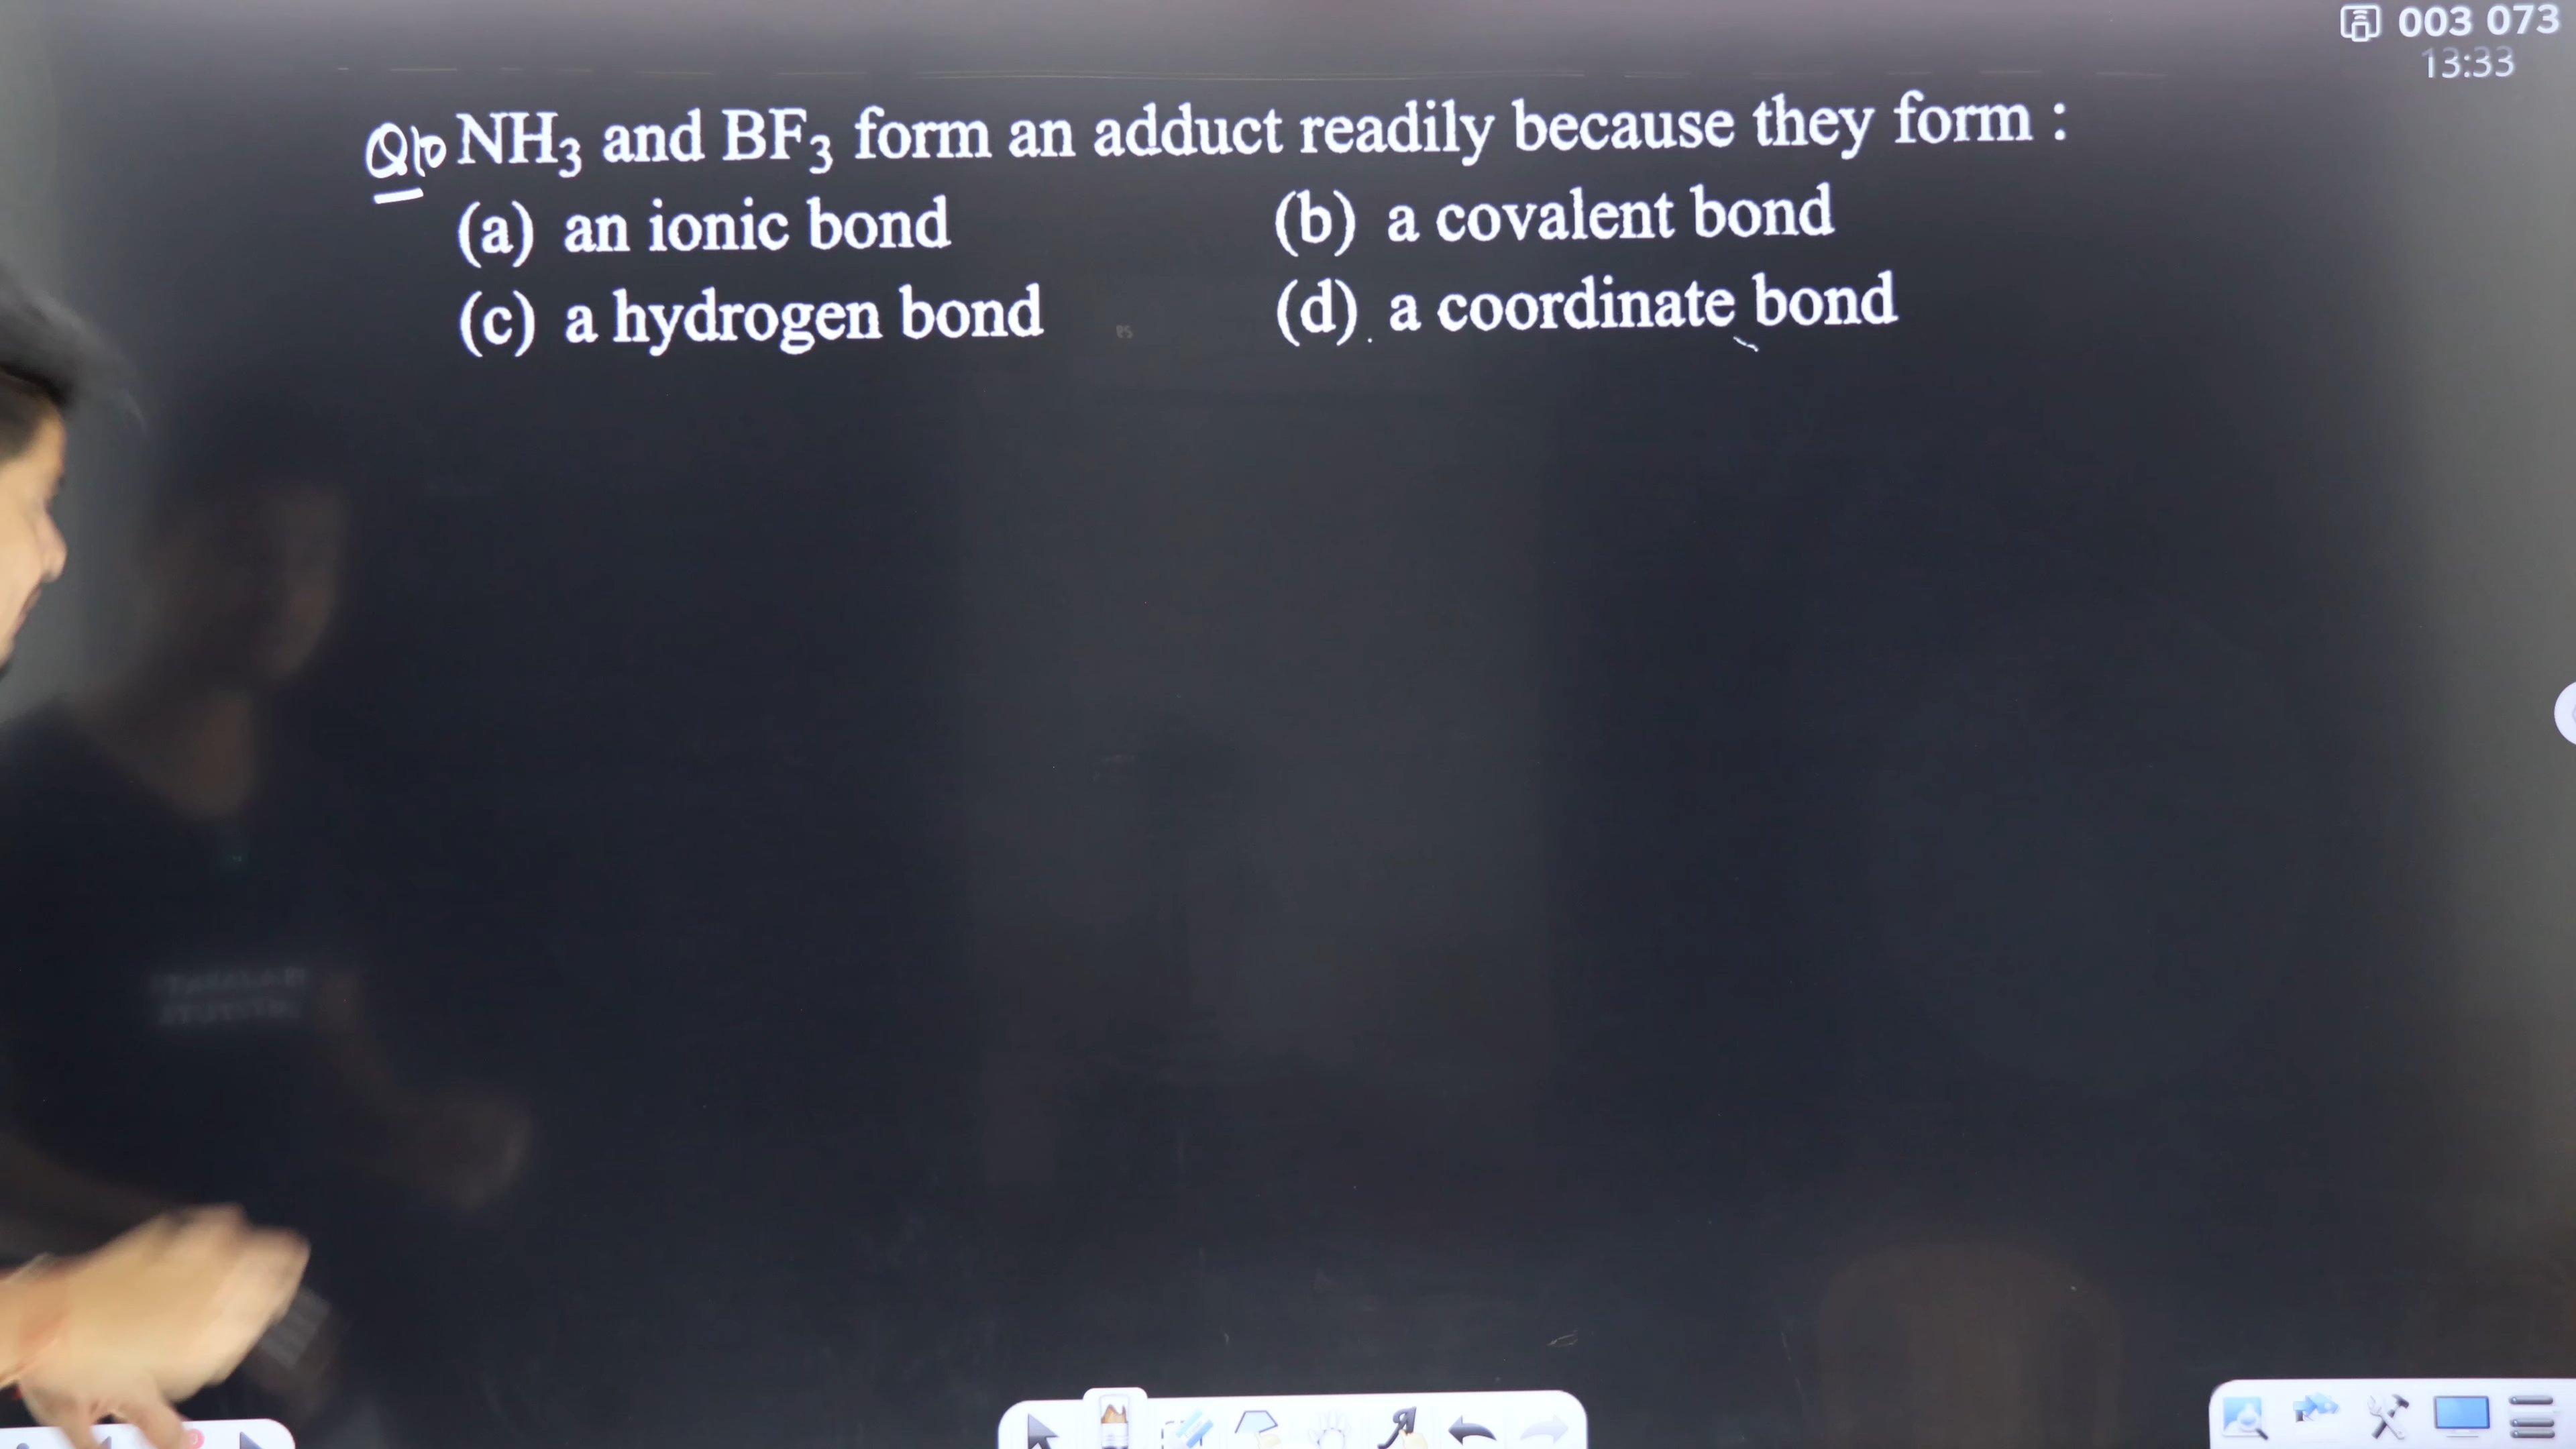 003 073
13:33
Q10 NH₃ and BF₃ form an adduct readily because they form :
(a) an ionic bond (b) a covalent bond
(c) a hydrogen bond (d) a coordinate bond